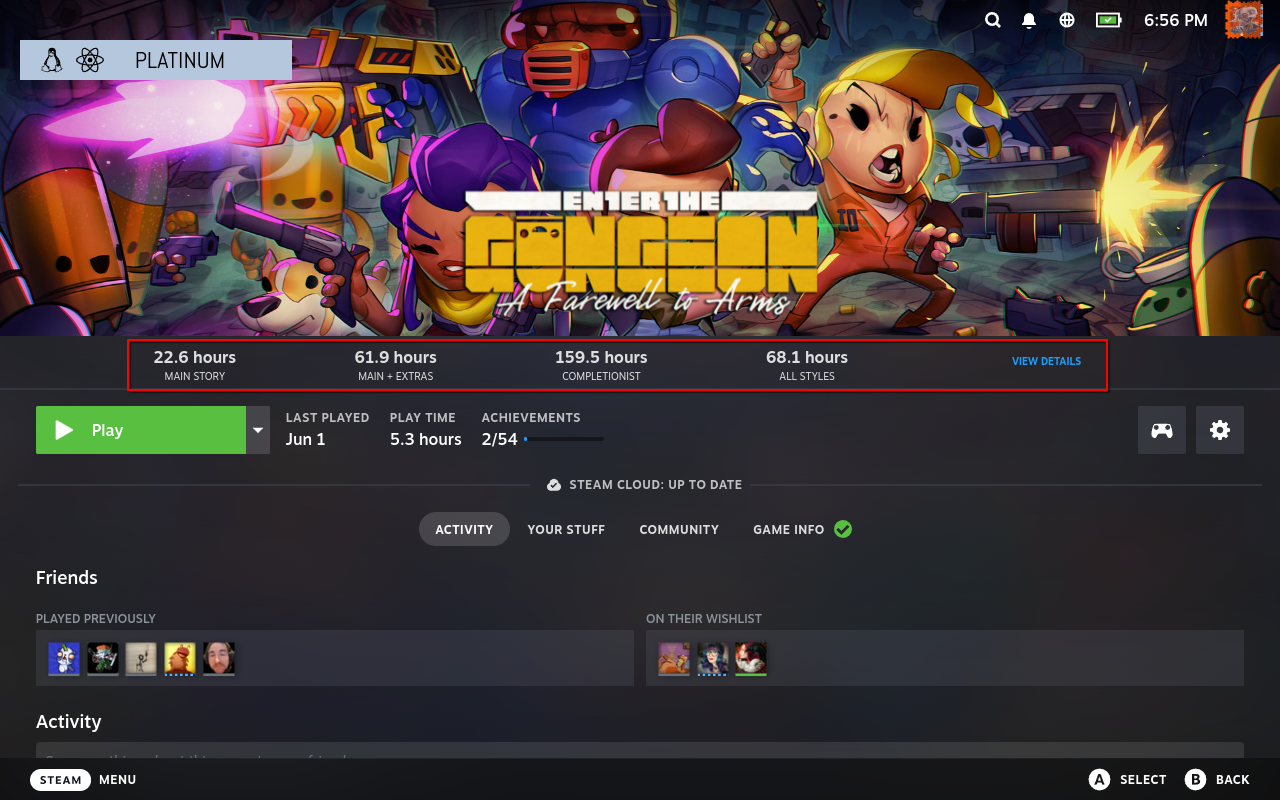 6:56 PM
PLATINUM
ENTER THE
GUNGEON
A Farewell to Arms
22.6 hours
MAIN STORY
61.9 hours
MAIN + EXTRAS
159.5 hours
COMPLETIONIST
68.1 hours
ALL STYLES
VIEW DETAILS
Play
LAST PLAYED
Jun 1
PLAY TIME
5.3 hours
ACHIEVEMENTS
2/54
STEAM CLOUD: UP TO DATE
ACTIVITY YOUR STUFF COMMUNITY GAME INFO
Friends
PLAYED PREVIOUSLY
ON THEIR WISHLIST
Activity
STEAM MENU
A SELECT B BACK